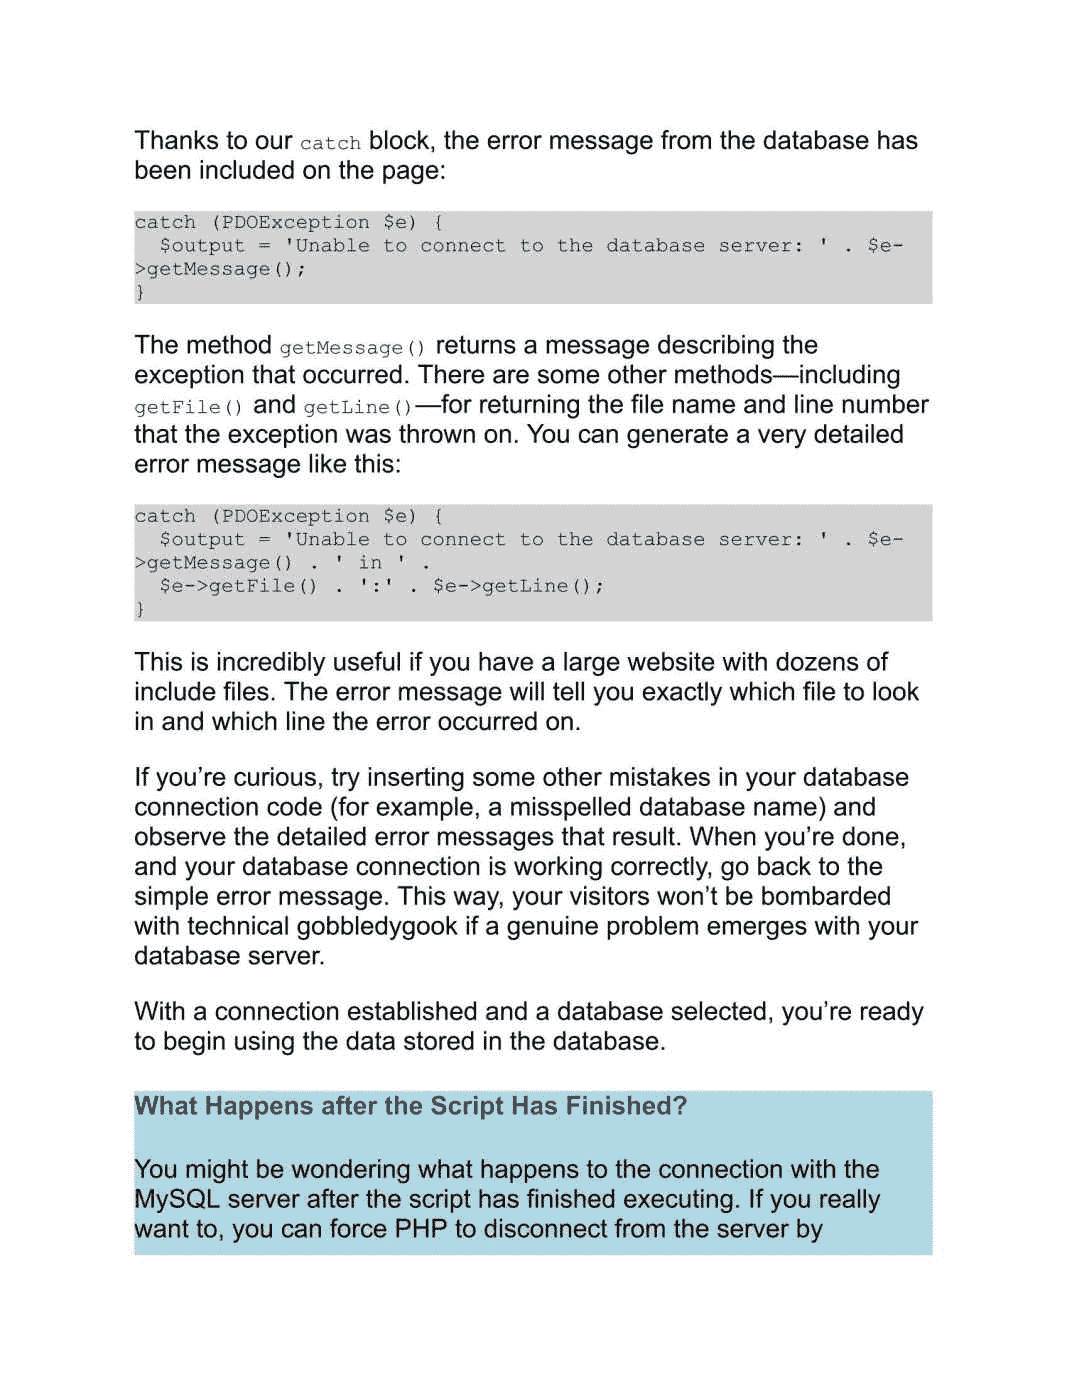 Thanks to our catch block, the error message from the database has
been included on the page:
catch (PDOException $e) {
  $output = 'Unable to connect to the database server: ' . $e-
>getMessage();
}
The method getMessage() returns a message describing the
exception that occurred. There are some other methods—including
getFile() and getLine()—for returning the file name and line number
that the exception was thrown on. You can generate a very detailed
error message like this:
catch (PDOException $e) {
  $output = 'Unable to connect to the database server: ' . $e-
>getMessage() . ' in ' .
  $e->getFile() . ':' . $e->getLine();
}
This is incredibly useful if you have a large website with dozens of
include files. The error message will tell you exactly which file to look
in and which line the error occurred on.
If you’re curious, try inserting some other mistakes in your database
connection code (for example, a misspelled database name) and
observe the detailed error messages that result. When you’re done,
and your database connection is working correctly, go back to the
simple error message. This way, your visitors won’t be bombarded
with technical gobbledygook if a genuine problem emerges with your
database server.
With a connection established and a database selected, you’re ready
to begin using the data stored in the database.
What Happens after the Script Has Finished?
You might be wondering what happens to the connection with the
MySQL server after the script has finished executing. If you really
want to, you can force PHP to disconnect from the server by